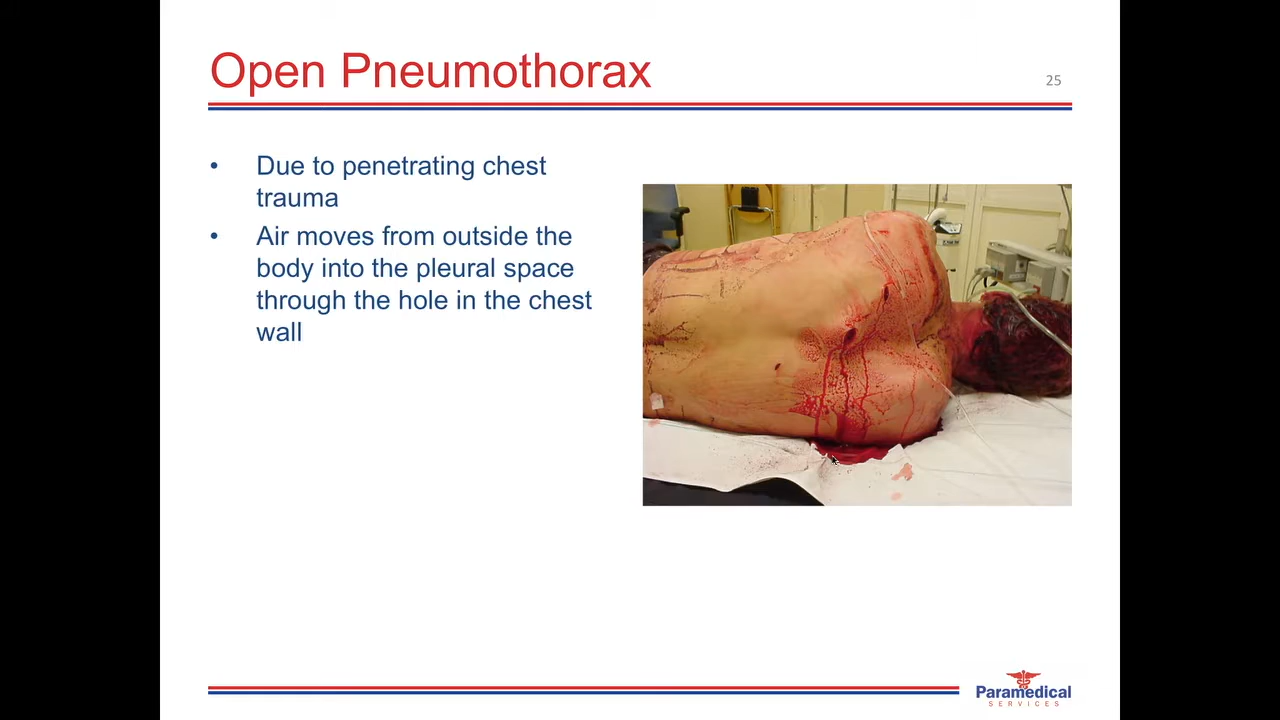 Open Pneumothorax
25
• Due to penetrating chest
trauma
• Air moves from outside the
body into the pleural space
through the hole in the chest
wall
Paramedical
SERVICES